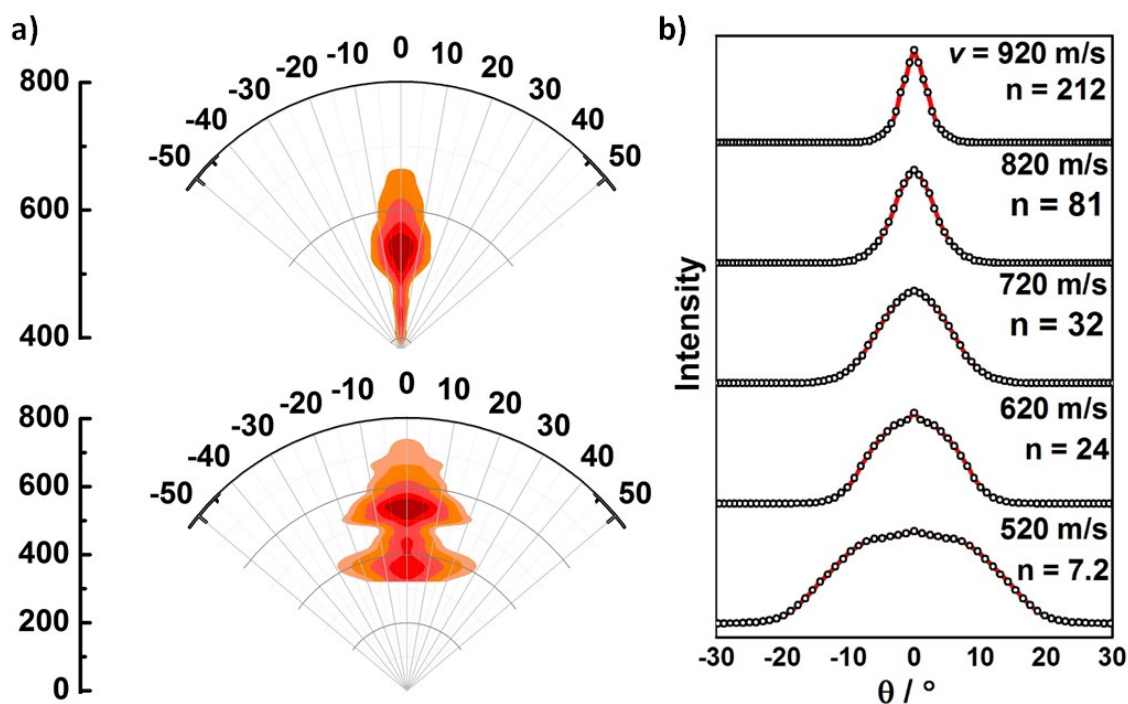 a)
800
600
400
-50
-40
-30
-20
-10
0
10
20
30
40
50
800
600
400
200
0
-50
-40
-30
-20
-10
0
10
20
30
40
50
b)
v = 920 m/s
n = 212
820 m/s
n = 81
720 m/s
n = 32
620 m/s
n = 24
520 m/s
n = 7.2
Intensity
-30
-20
-10
0
10
20
30
θ / °